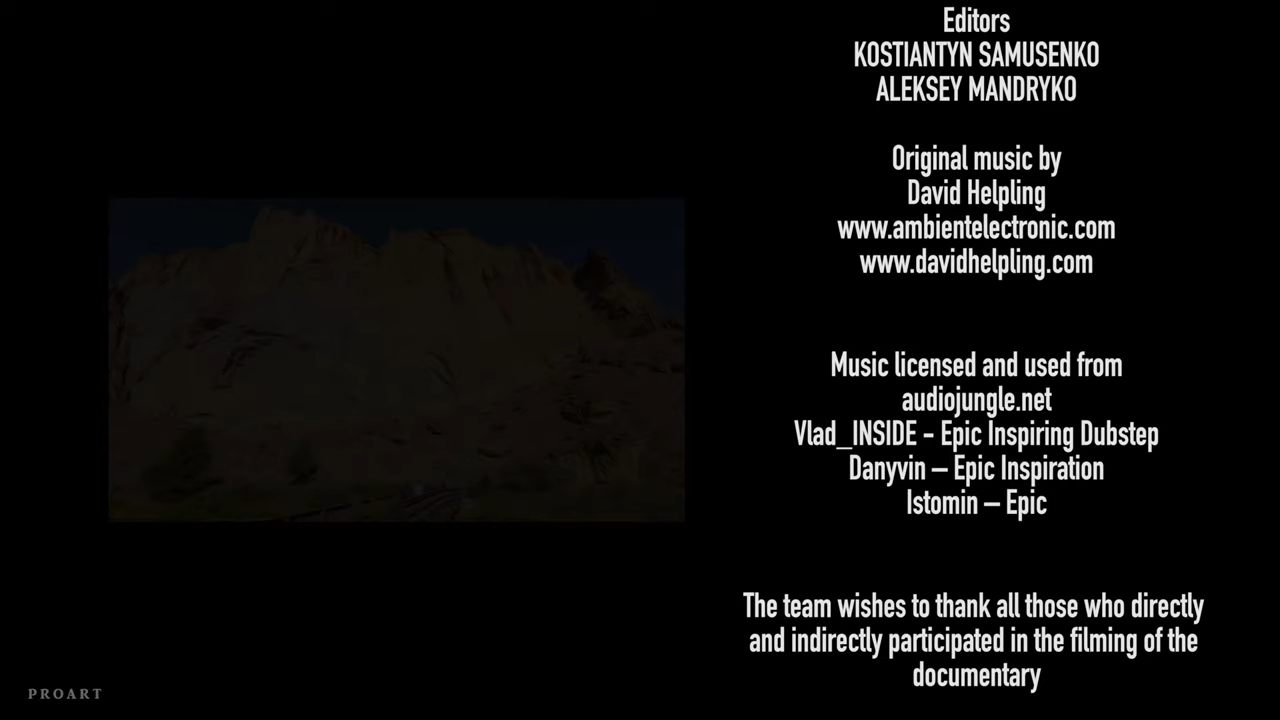 Editors
KOSTIANTYN SAMUSENKO
ALEKSEY MANDRYKO
Original music by
David Helpling
www.ambientelectronic.com
www.davidhelpling.com
Music licensed and used from
audiojungle.net
Vlad_INSIDE - Epic Inspiring Dubstep
Danyvin – Epic Inspiration
Istomin – Epic
The team wishes to thank all those who directly
and indirectly participated in the filming of the
documentary
PROART